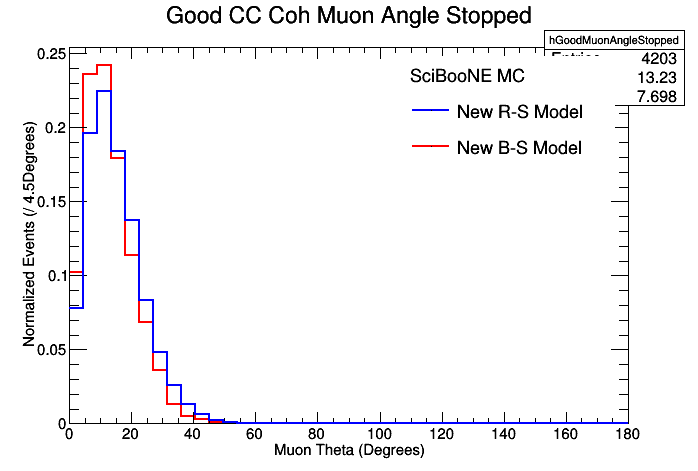 Good CC Coh Muon Angle Stopped
hGoodMuonAngleStopped
4203
13.23
7.698
SciBooNE MC
New R-S Model
New B-S Model
Normalized Events (/ 4.5Degrees)
0.25
0.2
0.15
0.1
0.05
0
0 20 40 60 80 100 120 140 160 180
Muon Theta (Degrees)